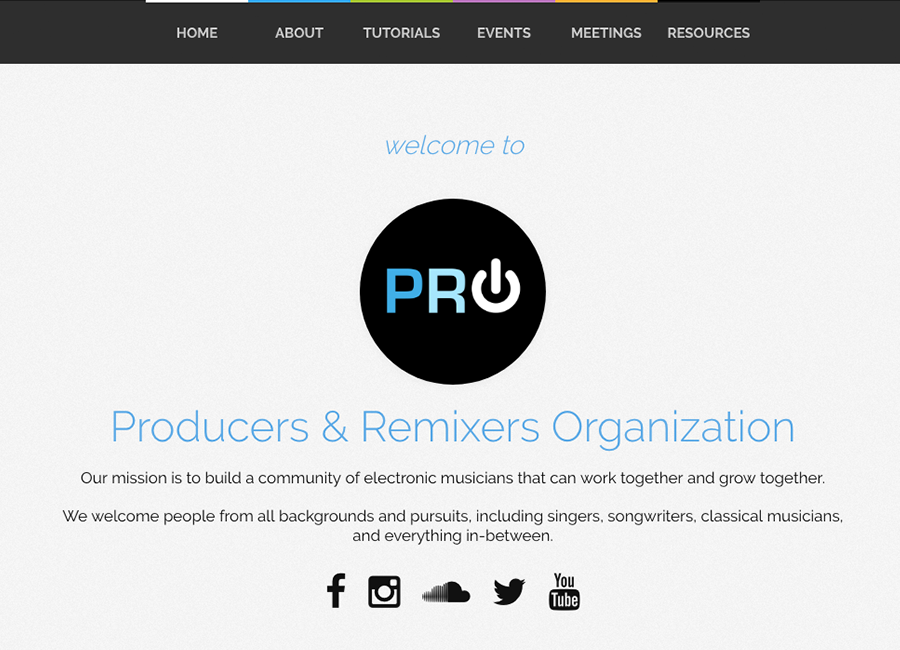 HOME ABOUT TUTORIALS EVENTS MEETINGS RESOURCES
welcome to
PRO
Producers & Remixers Organization
Our mission is to build a community of electronic musicians that can work together and grow together.
We welcome people from all backgrounds and pursuits, including singers, songwriters, classical musicians,
and everything in-between.
You
Tube